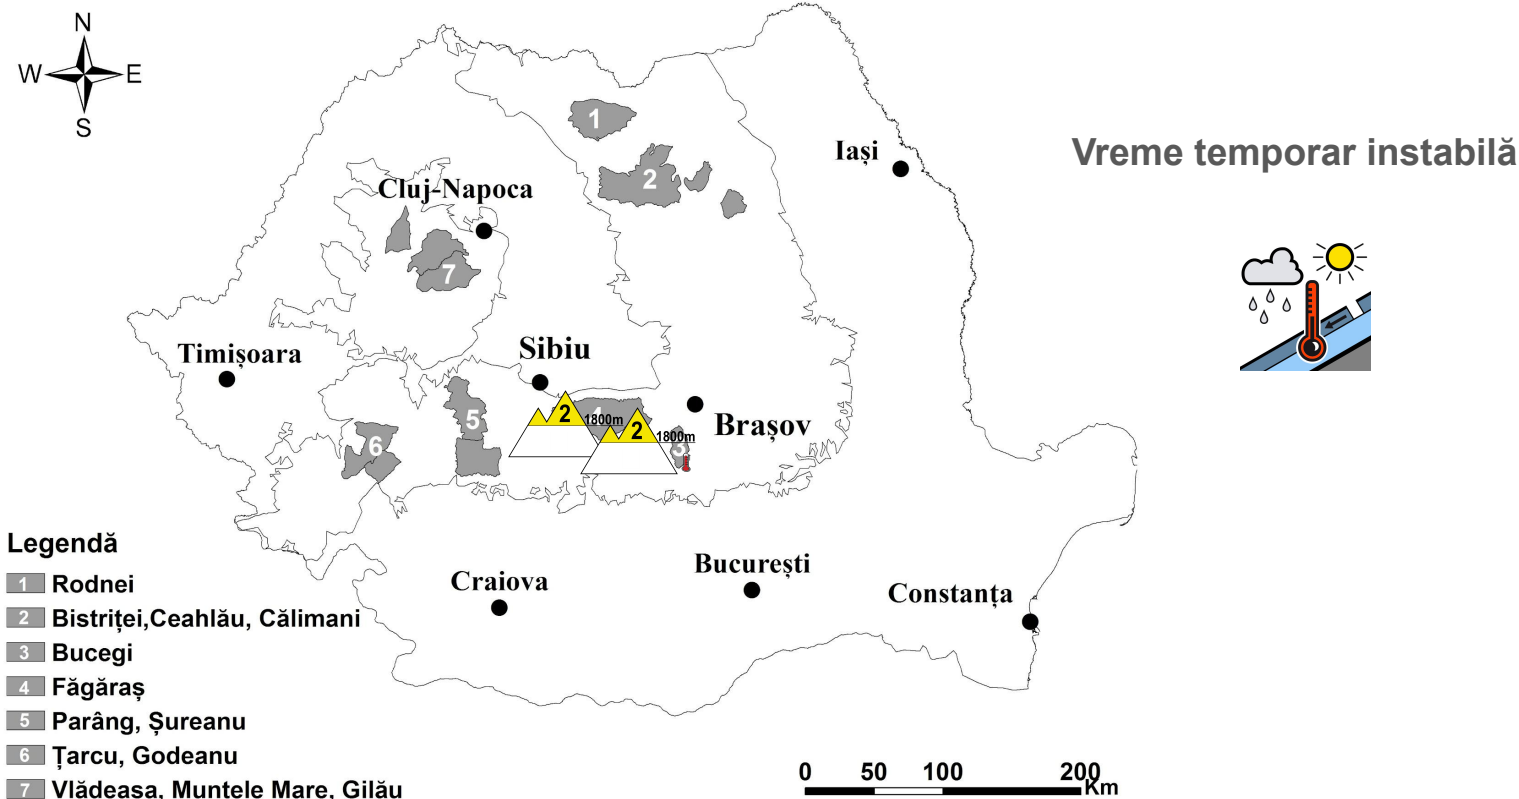 N
W E
S
1
Iași
Vreme temporar instabilă
2
Cluj-Napoca
7
Timișoara
Sibiu
5
2
4
1800m
2
1800m
Brașov
3
6
Legendă
1 Rodnei
2 Bistriței,Ceahlău, Călimani
3 Bucegi
4 Făgăraș
5 Parâng, Șureanu
6 Țarcu, Godeanu
7 Vlădeasa, Muntele Mare, Gilău
Craiova
București
Constanța
0 50 100 200
Km